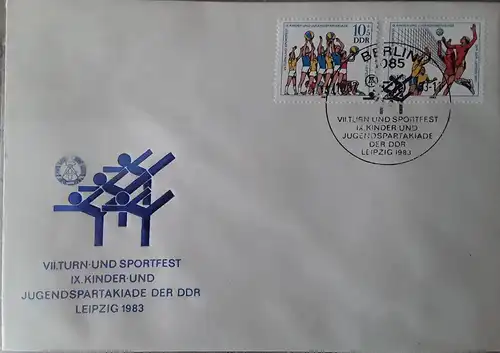 10+5
DDR
BERLIN
1085
VII.TURN-UND SPORTFEST
IX.KINDER-UND
JUGENDSPARTAKIADE
DER DDR
LEIPZIG 1983
VII.TURN-UND SPORTFEST
IX.KINDER-UND
JUGENDSPARTAKIADE DER DDR
LEIPZIG 1983